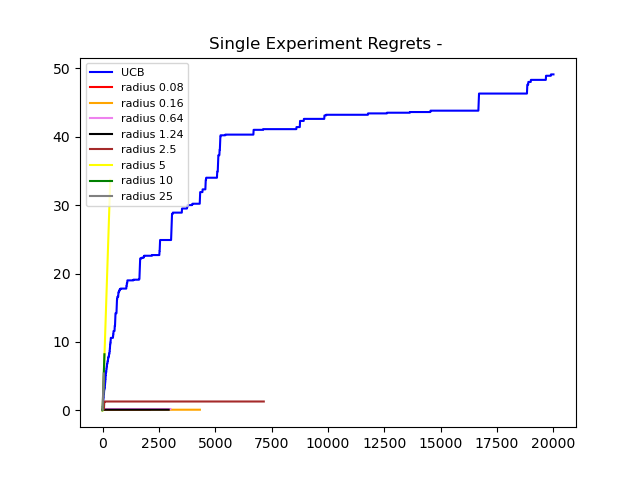 Single Experiment Regrets -
50
40
30
20
10
0
UCB
radius 0.08
radius 0.16
radius 0.64
radius 1.24
radius 2.5
radius 5
radius 10
radius 25
0 2500 5000 7500 10000 12500 15000 17500 20000